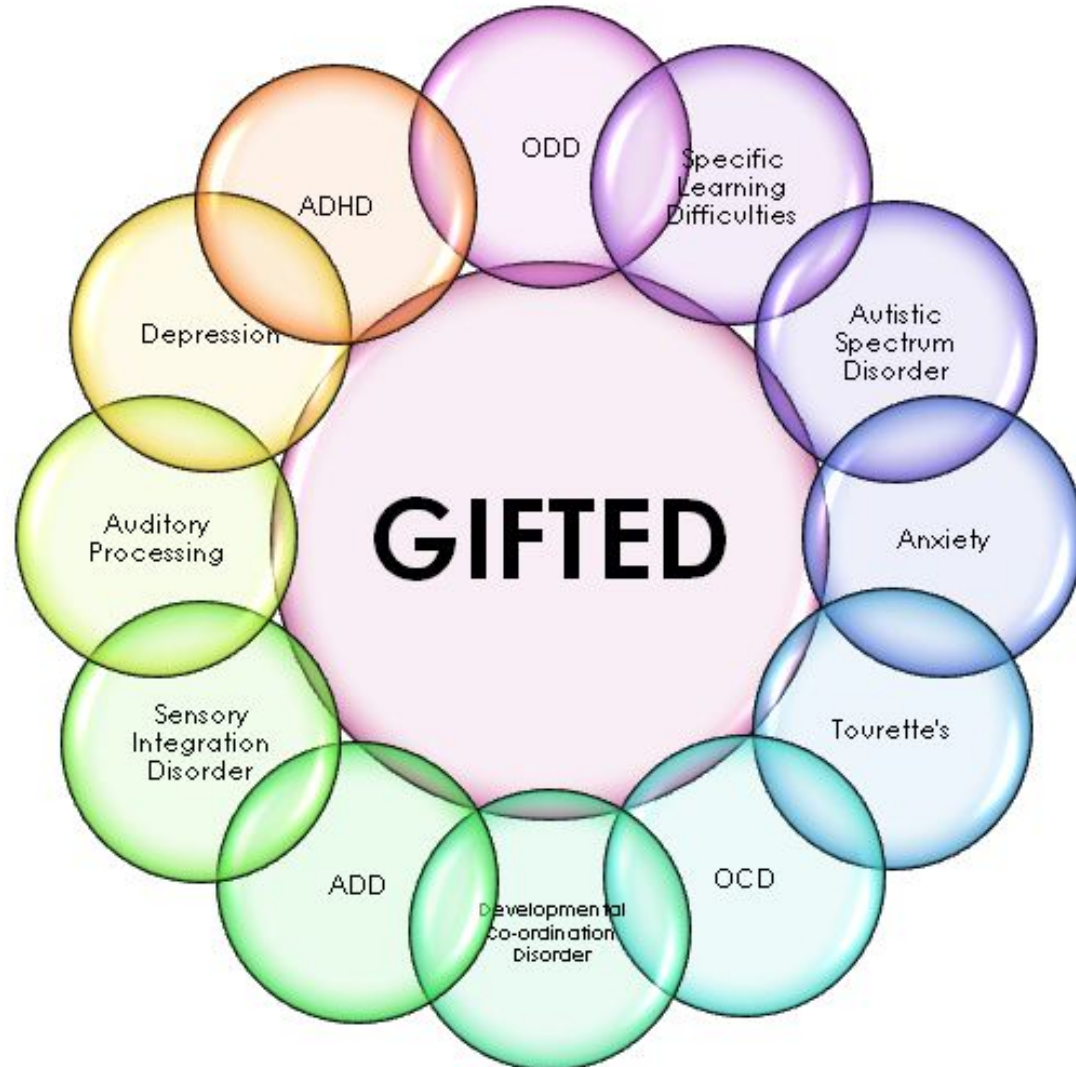 ODD
Specific
Learning
Difficulties
ADHD
Autistic
Spectrum
Disorder
Depression
Auditory
Processing
GIFTED
Anxiety
Sensory
Integration
Disorder
Tourette's
ADD
OCD
Developmental
Co-ordination
Disorder